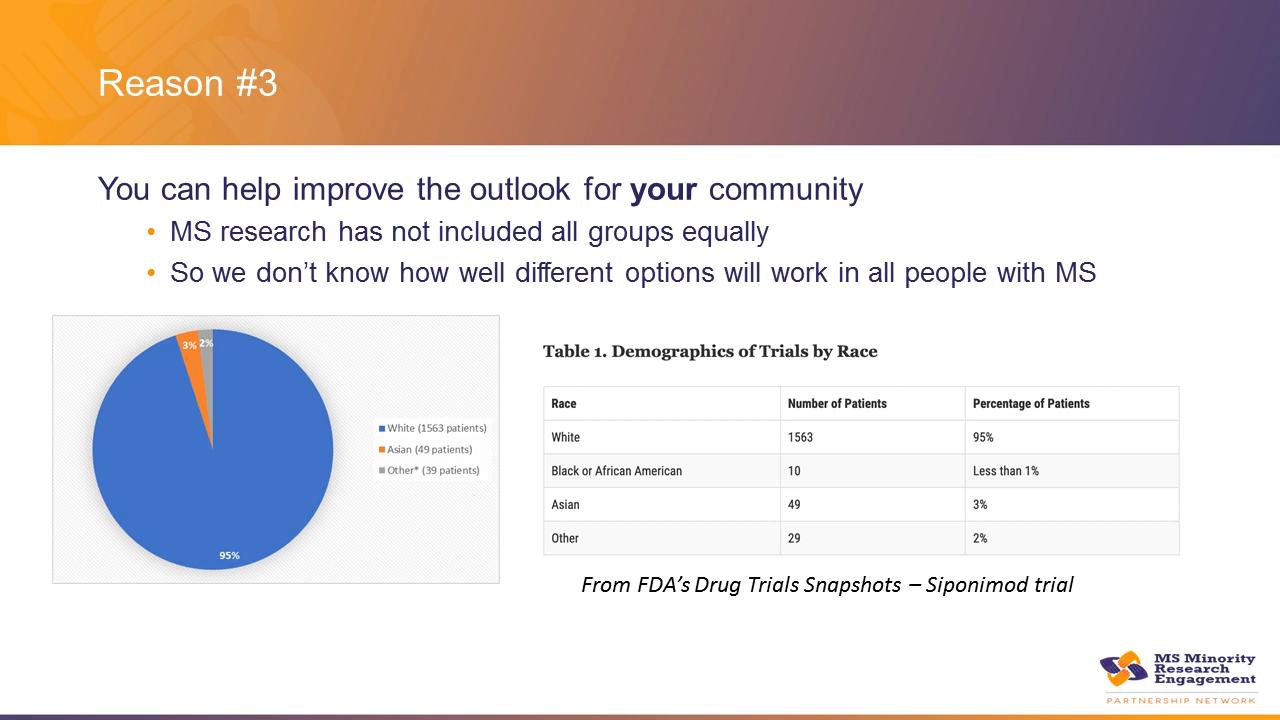 Reason #3
You can help improve the outlook for your community
• MS research has not included all groups equally
• So we don’t know how well different options will work in all people with MS
3% 2%
95%
White (1563 patients)
Asian (49 patients)
Other* (39 patients)
Table 1. Demographics of Trials by Race
Race Number of Patients Percentage of Patients
White 1563 95%
Black or African American 10 Less than 1%
Asian 49 3%
Other 29 2%
From FDA’s Drug Trials Snapshots – Siponimod trial
MS Minority
Research
Engagement
PARTNERSHIP NETWORK